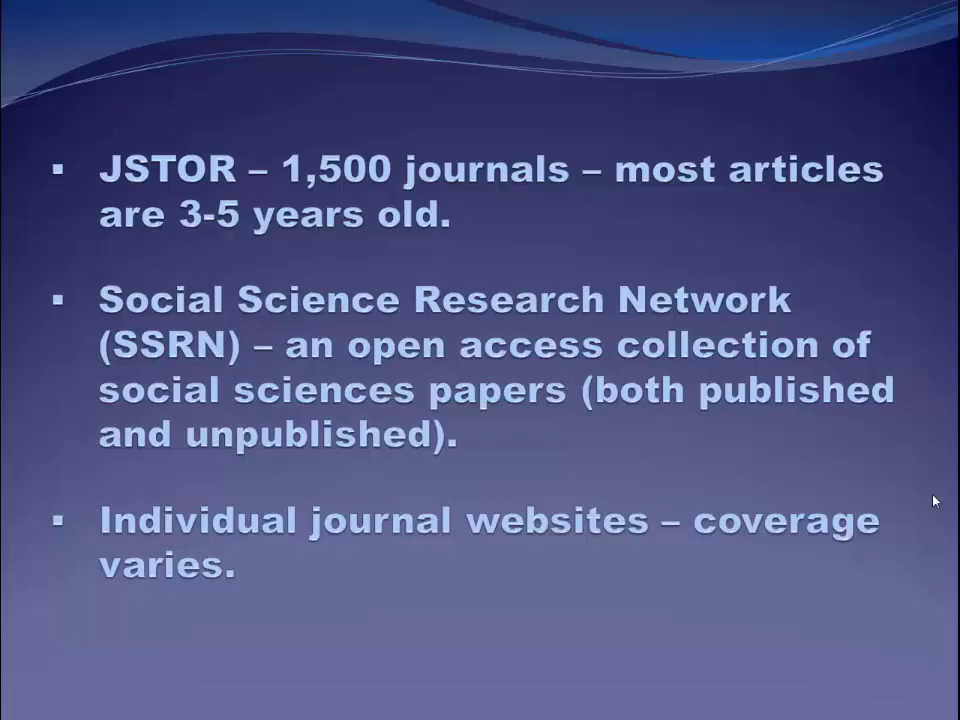 ▪ JSTOR – 1,500 journals – most articles
are 3-5 years old.
▪ Social Science Research Network
(SSRN) – an open access collection of
social sciences papers (both published
and unpublished).
▪ Individual journal websites – coverage
varies.